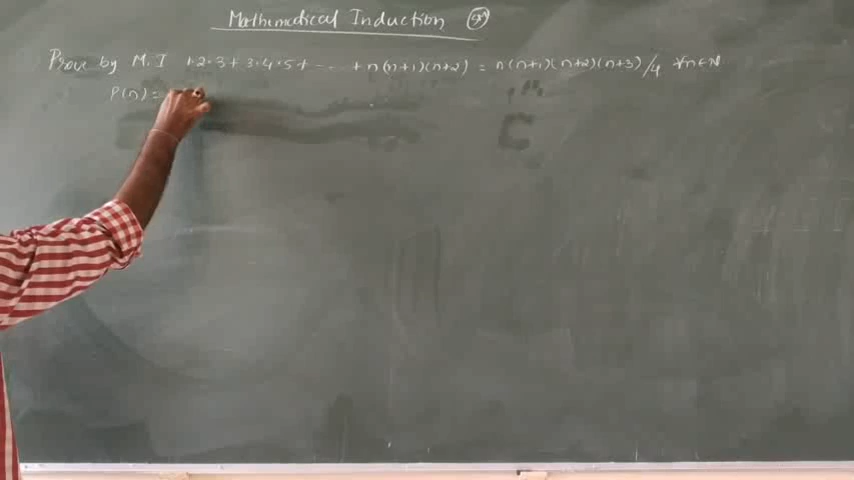 Mathematical Induction
Prove by M.I 1.2.3 + 3.4.5 + ... + n(n+1)(n+2) = n(n+1)(n+2)(n+3)/4 ∀n∈N
P(n) =